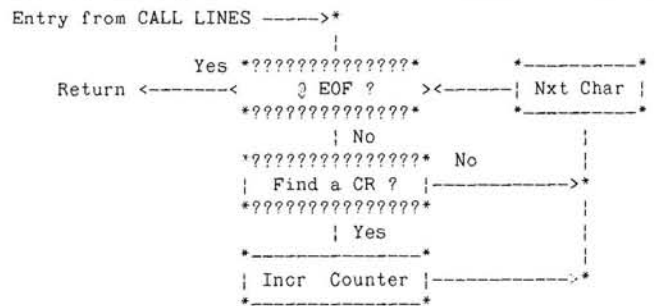 Entry from CALL LINES ----->*
Yes *??????????????* *----------*
Return <-------< @ EOF ? ><------| Nxt Char |
*??????????????* *----------*
| No
*???????????????* No
| Find a CR ? |------------>*
*???????????????*
| Yes
*---------------*
| Incr Counter |------------>*
*---------------*